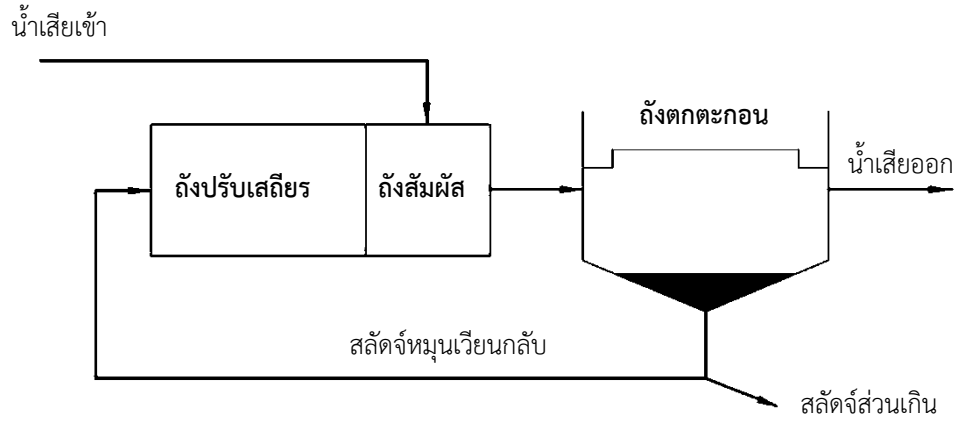 น้ำเสียเข้า
ถังตกตะกอน
น้ำเสียออก
ถังปรับเสถียร
ถังสัมผัส
สลัดจ์หมุนเวียนกลับ
สลัดจ์ส่วนเกิน